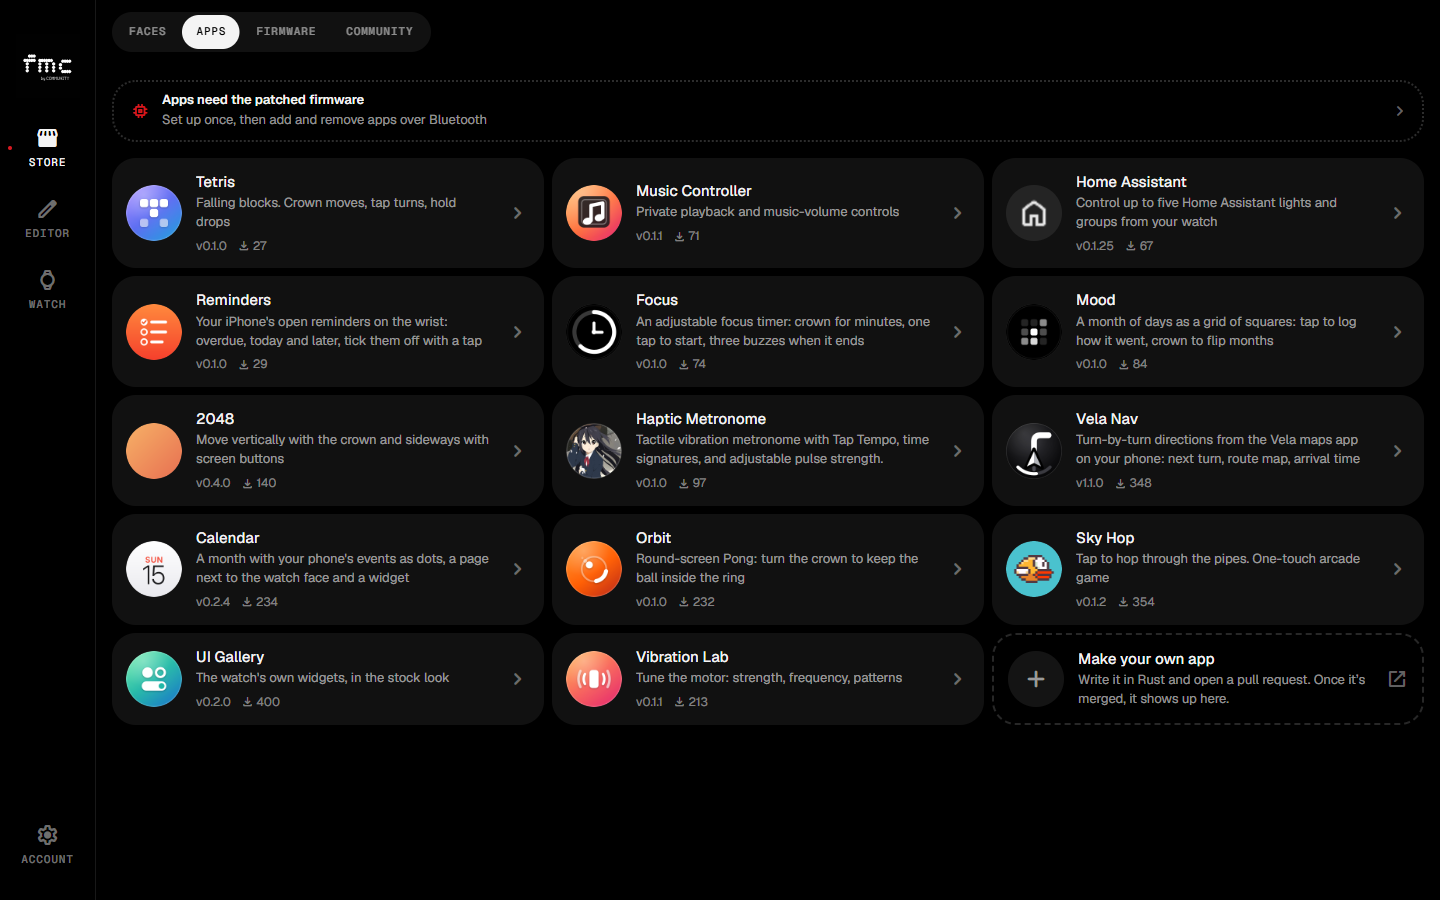 FACES APPS FIRMWARE COMMUNITY
fmc
by COMMUNITY
STORE
EDITOR
WATCH
ACCOUNT
Apps need the patched firmware
Set up once, then add and remove apps over Bluetooth
Tetris
Falling blocks. Crown moves, tap turns, hold
drops
v0.1.0 27
Music Controller
Private playback and music-volume controls
v0.1.1 71
Home Assistant
Control up to five Home Assistant lights and
groups from your watch
v0.1.25 67
Reminders
Your iPhone's open reminders on the wrist:
overdue, today and later, tick them off with a tap
v0.1.0 29
Focus
An adjustable focus timer: crown for minutes, one
tap to start, three buzzes when it ends
v0.1.0 74
Mood
A month of days as a grid of squares: tap to log
how it went, crown to flip months
v0.1.0 84
2048
Move vertically with the crown and sideways with
screen buttons
v0.4.0 140
Haptic Metronome
Tactile vibration metronome with Tap Tempo, time
signatures, and adjustable pulse strength.
v0.1.0 97
Vela Nav
Turn-by-turn directions from the Vela maps app
on your phone: next turn, route map, arrival time
v1.1.0 348
SUN
15
Calendar
A month with your phone's events as dots, a page
next to the watch face and a widget
v0.2.4 234
Orbit
Round-screen Pong: turn the crown to keep the
ball inside the ring
v0.1.0 232
Sky Hop
Tap to hop through the pipes. One-touch arcade
game
v0.1.2 354
UI Gallery
The watch's own widgets, in the stock look
v0.2.0 400
Vibration Lab
Tune the motor: strength, frequency, patterns
v0.1.1 213
Make your own app
Write it in Rust and open a pull request. Once it's
merged, it shows up here.